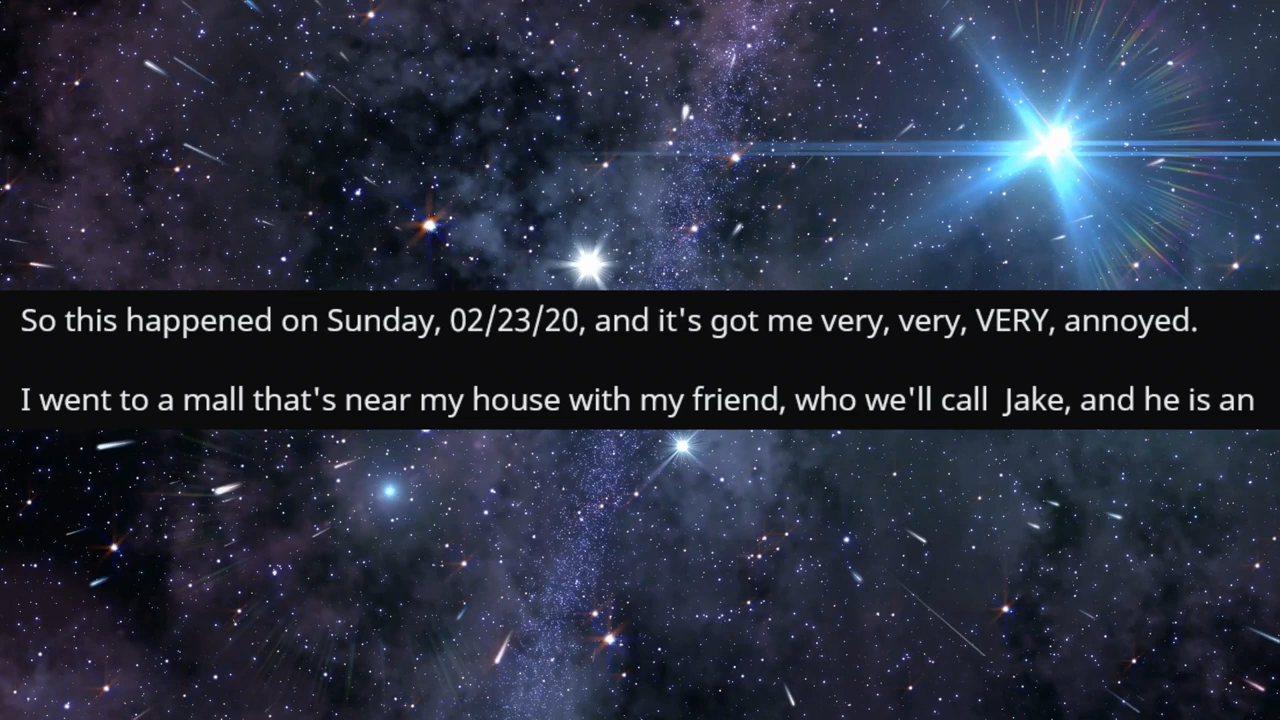 So this happened on Sunday, 02/23/20, and it's got me very, very, VERY, annoyed.
I went to a mall that's near my house with my friend, who we'll call  Jake, and he is an